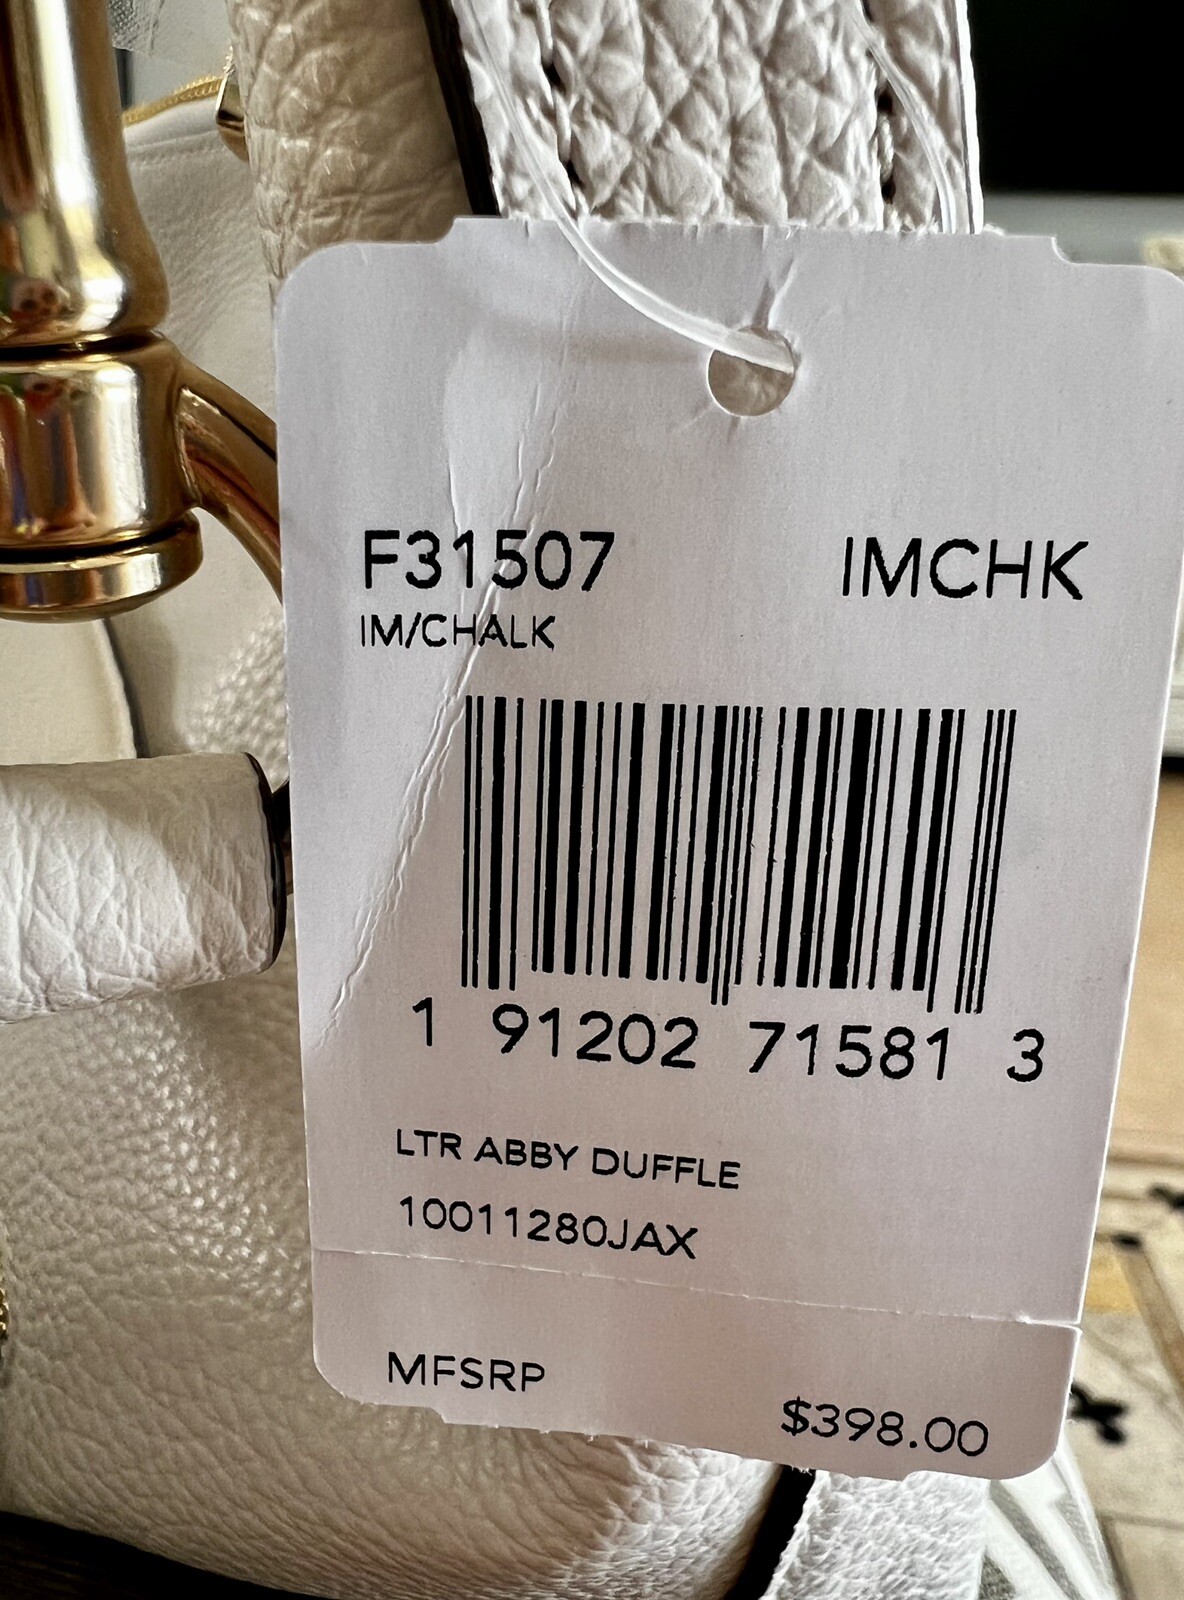 F31507 IMCHK
IM/CHALK
1 91202 71581 3
LTR ABBY DUFFLE
10011280JAX
MFSRP
$398.00